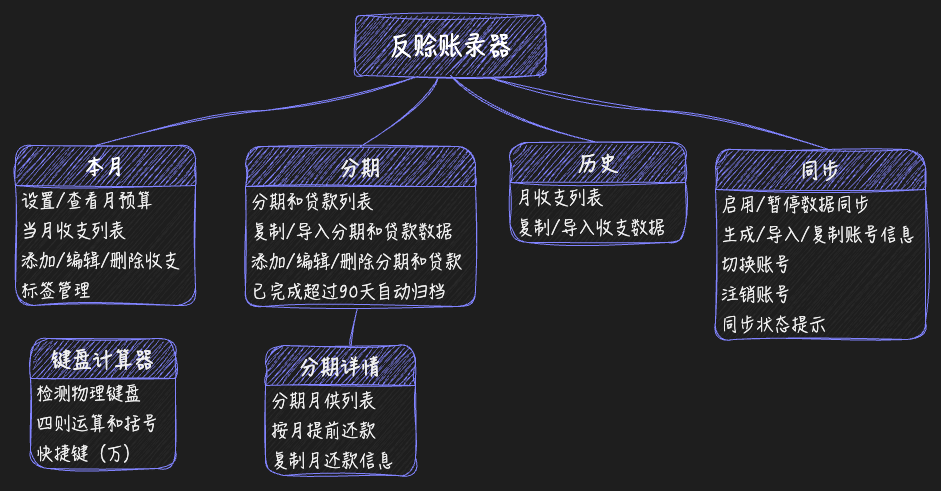 反赊账录器
本月
设置/查看月预算
当月收支列表
添加/编辑/删除收支
标签管理
分期
分期和贷款列表
复制/导入分期和贷款数据
添加/编辑/删除分期和贷款
已完成超过90天自动归档
历史
月收支列表
复制/导入收支数据
同步
启用/暂停数据同步
生成/导入/复制账号信息
切换账号
注销账号
同步状态提示
键盘计算器
检测物理键盘
四则运算和括号
快捷键（万）
分期详情
分期月供列表
按月提前还款
复制月还款信息